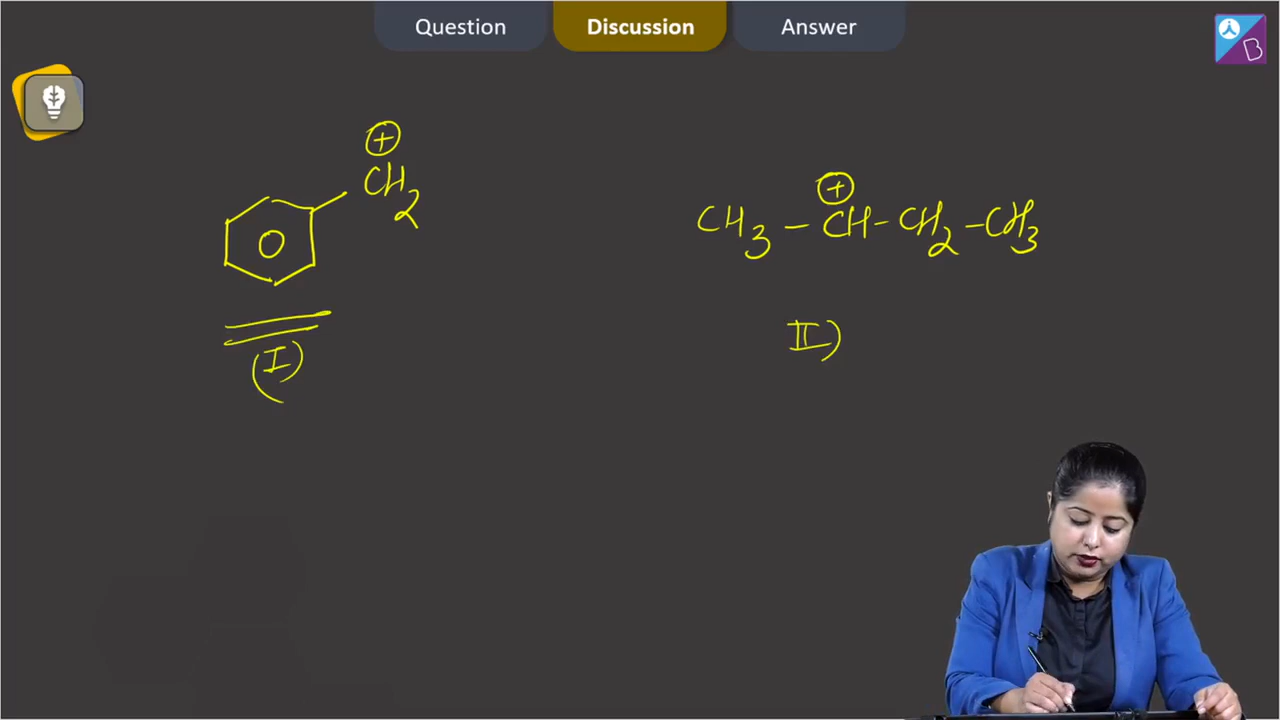 Question Discussion Answer
⊕
CH2
⊕
CH3 - CH - CH2 - CH3
(I)
II)
B